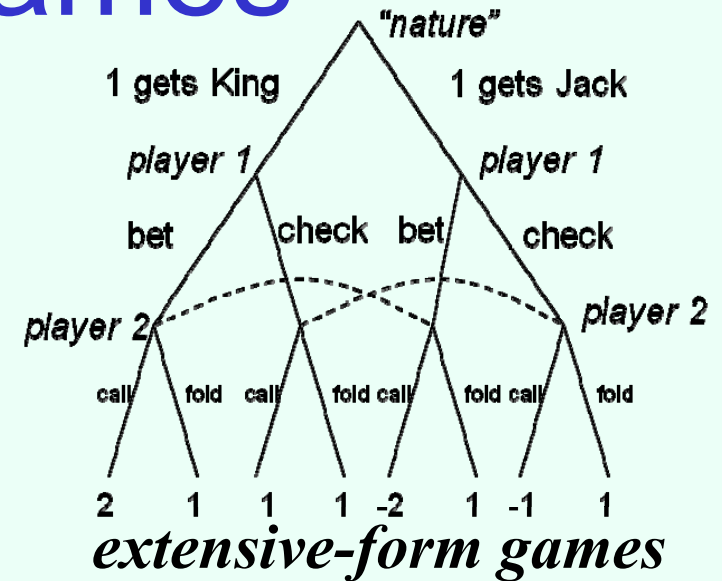 "nature"
1 gets King 1 gets Jack
player 1 player 1
bet check bet check
player 2 player 2
call fold call fold call fold call fold
2 1 1 1 -2 1 -1 1
extensive-form games